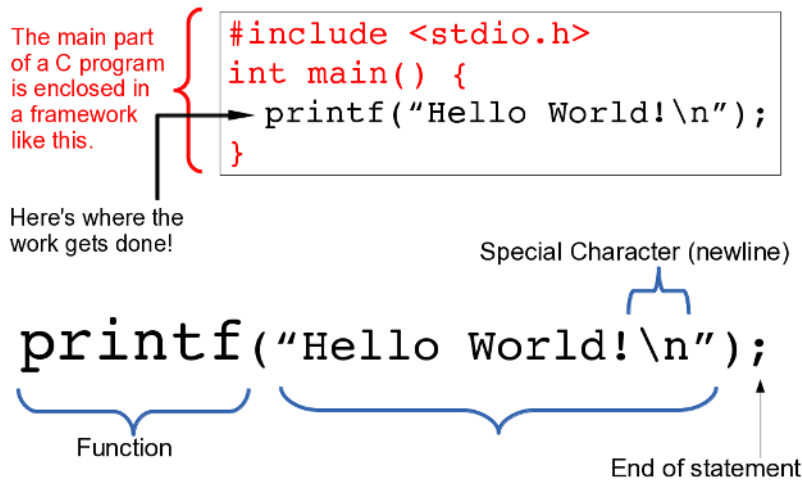 The main part
of a C program
is enclosed in
a framework
like this.
#include <stdio.h>
int main() {
printf(“Hello World!\n”);
}
Here's where the
work gets done!
Special Character (newline)
printf(“Hello World!\n”);
Function
End of statement